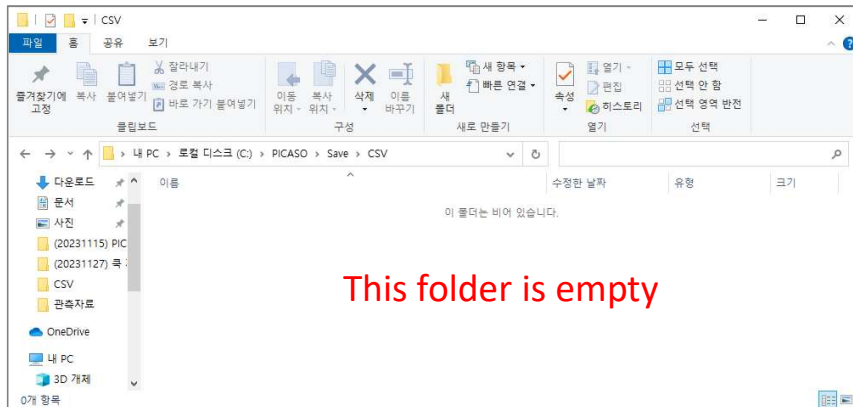 CSV
파일 홈 공유 보기
즐겨찾기에 고정
복사
붙여넣기
잘라내기
경로 복사
바로 가기 붙여넣기
클립보드
이동 위치
복사 위치
삭제
이름 바꾸기
구성
새 폴더
새 항목
빠른 연결
새로 만들기
속성
열기
편집
히스토리
열기
모두 선택
선택 안 함
선택 영역 반전
선택
내 PC > 로컬 디스크 (C:) > PICASO > Save > CSV
이름 수정한 날짜 유형 크기
이 폴더는 비어 있습니다.
다운로드
문서
사진
(20231115) PIC
(20231127) 쿡
CSV
관측자료
OneDrive
내 PC
3D 개체
This folder is empty
0개 항목